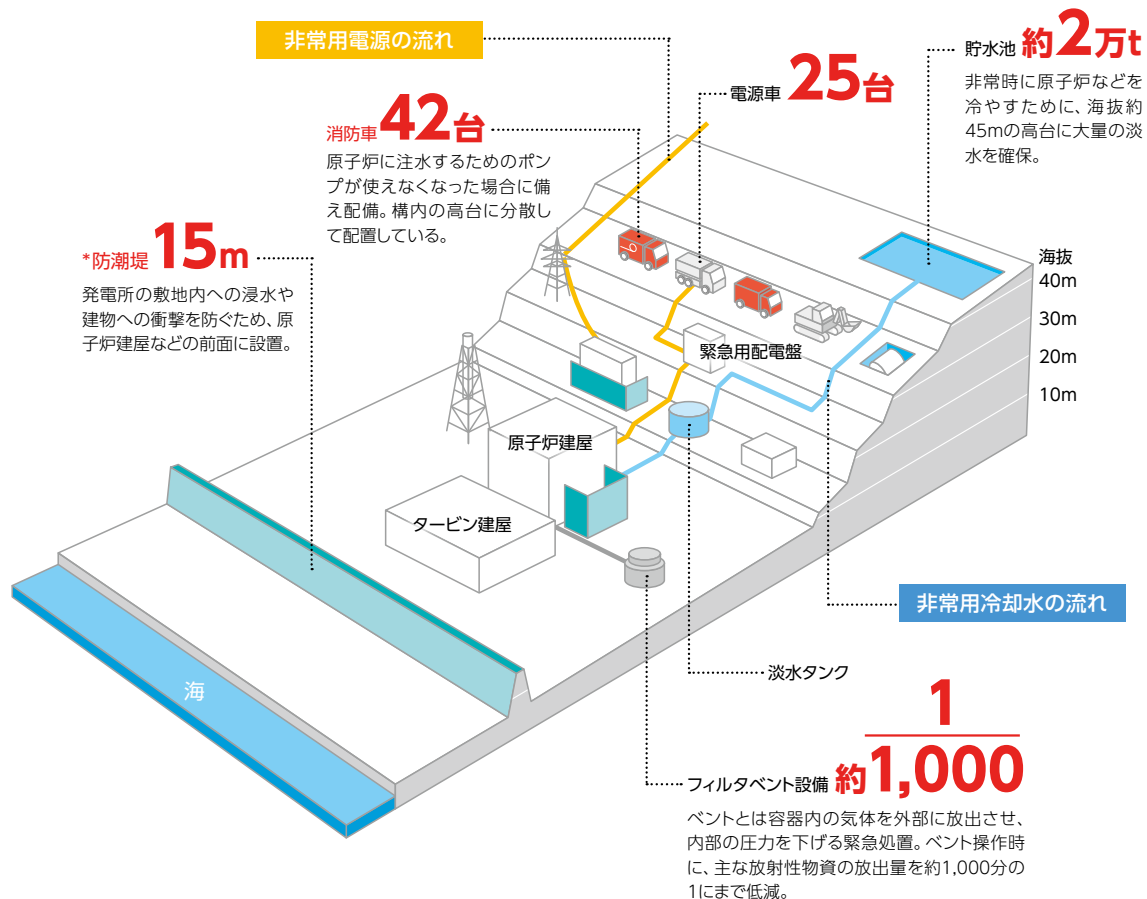 非常用電源の流れ
貯水池 約2万t
非常時に原子炉などを
冷やすために、海抜約
45mの高台に大量の淡
水を確保。
電源車 25台
消防車 42台
原子炉に注水するためのポン
プが使えなくなった場合に備
え配備。構内の高台に分散し
て配置している。
*防潮堤 15m
発電所の敷地内への浸水や
建物への衝撃を防ぐため、原
子炉建屋などの前面に設置。
海抜
40m
30m
20m
10m
緊急用配電盤
原子炉建屋
タービン建屋
非常用冷却水の流れ
海
淡水タンク
フィルタベント設備 約1/1,000
ベントとは容器内の気体を外部に放出させ、
内部の圧力を下げる緊急処置。ベント操作時
に、主な放射性物資の放出量を約1,000分の
1にまで低減。